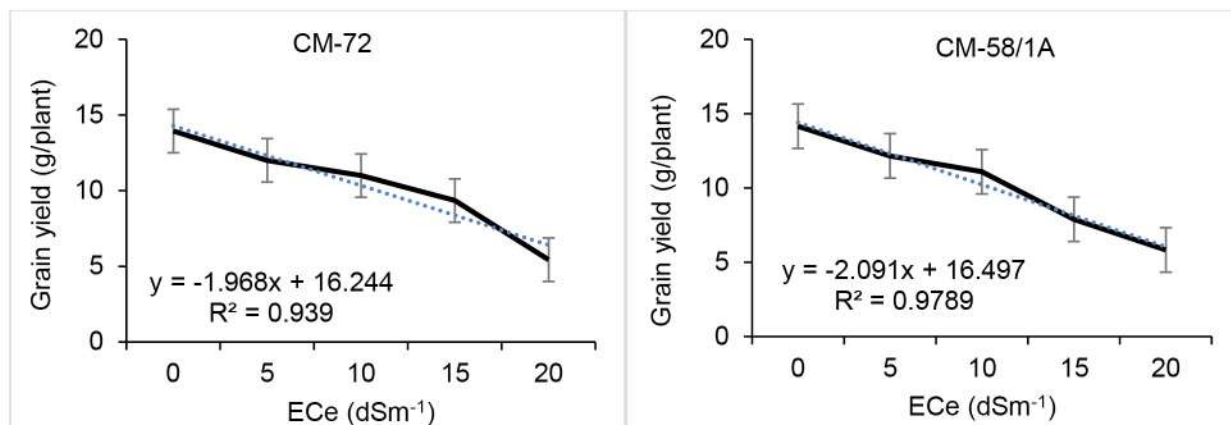 CM-72
Grain yield (g/plant)
20
15
10
5
0
y = -1.968x + 16.244
R² = 0.939
0 5 10 15 20
ECe (dSm⁻¹)
CM-58/1A
Grain yield (g/plant)
20
15
10
5
0
y = -2.091x + 16.497
R² = 0.9789
0 5 10 15 20
ECe (dSm⁻¹)